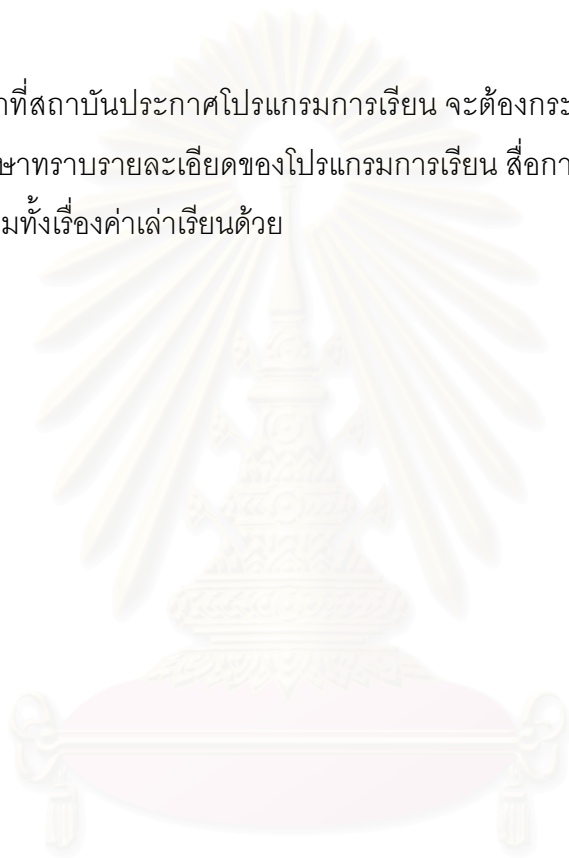 าที่สถาบันประกาศโปรแกรมการเรียน จะต้องกระ
ษาทราบรายละเอียดของโปรแกรมการเรียน สื่อกา
มทั้งเรื่องค่าเล่าเรียนด้วย